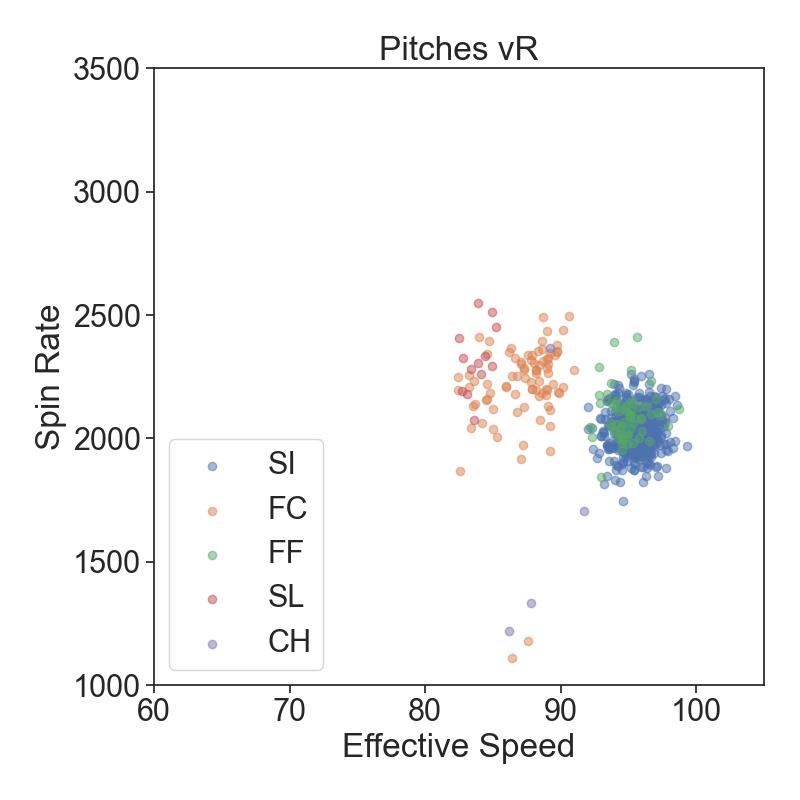 Pitches vR
3500
3000
2500
2000
1500
1000
Spin Rate
SI
FC
FF
SL
CH
60 70 80 90 100
Effective Speed